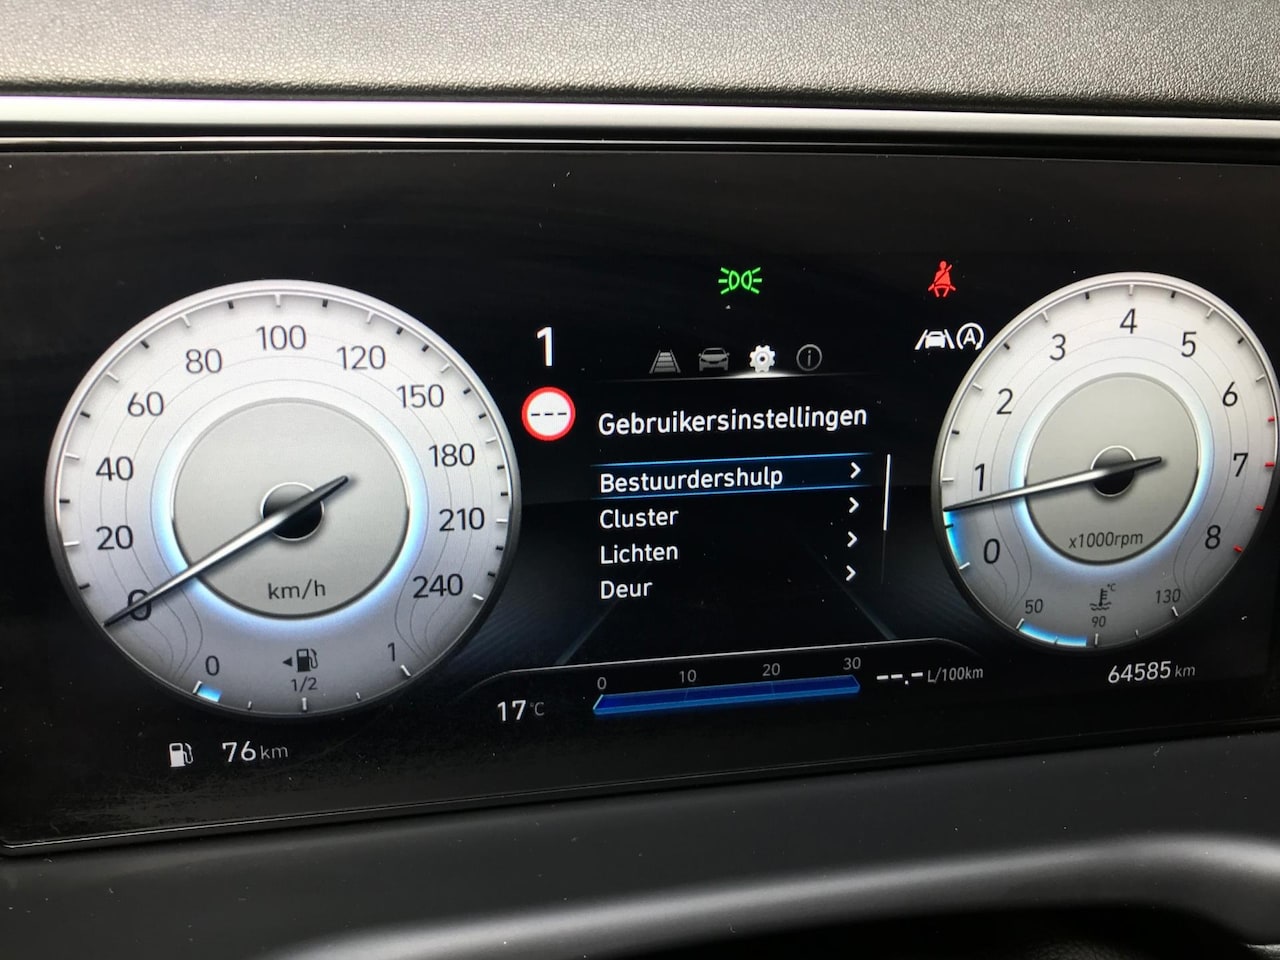 1
---
Gebruikersinstellingen
Bestuurdershulp
Cluster
Lichten
Deur
0
20
40
60
80
100
120
150
180
210
240
km/h
0
1/2
1
76 km
17°C
0 10 20 30
--.- L/100km
A
0
1
2
3
4
5
6
7
8
x1000rpm
50
°C
90
130
64585 km